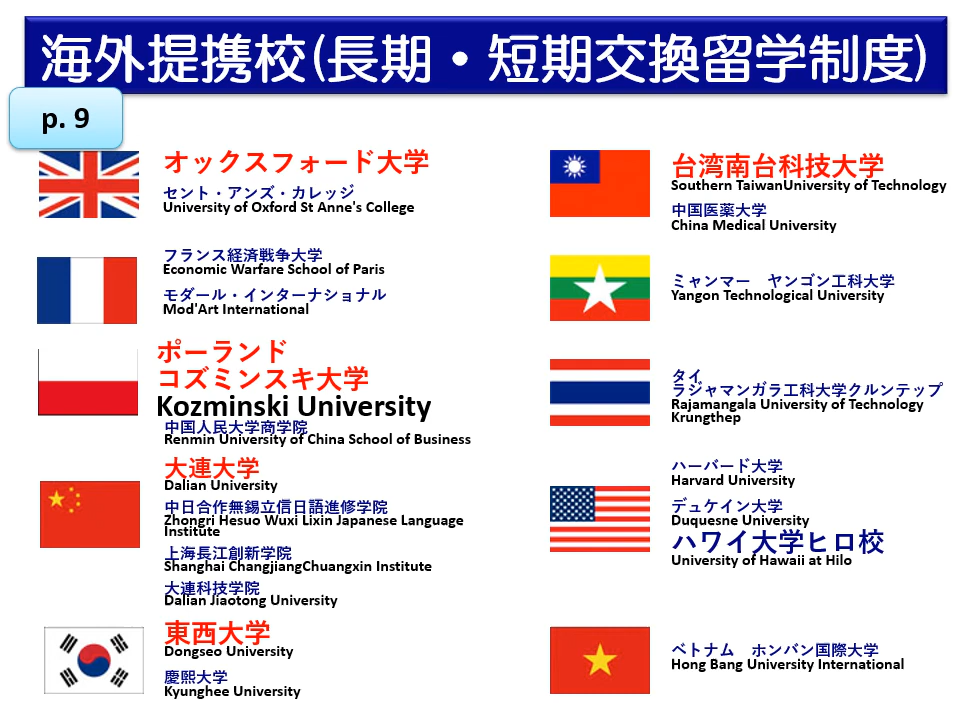 海外提携校(長期・短期交換留学制度)
p. 9
オックスフォード大学
セント・アンズ・カレッジ
University of Oxford St Anne's College
フランス経済戦争大学
Economic Warfare School of Paris
モダール・インターナショナル
Mod'Art International
ポーランド
コズミンスキ大学
Kozminski University
中国人民大学商学院
Renmin University of China School of Business
大連大学
Dalian University
中日合作無錫立信日語進修学院
Zhongri Hesuo Wuxi Lixin Japanese Language
Institute
上海長江創新学院
Shanghai ChangjiangChuangxin Institute
大連科技学院
Dalian Jiaotong University
東西大学
Dongseo University
慶熙大学
Kyunghee University
台湾南台科技大学
Southern TaiwanUniversity of Technology
中国医薬大学
China Medical University
ミャンマー　ヤンゴン工科大学
Yangon Technological University
タイ
ラジャマンガラ工科大学クルンテップ
Rajamangala University of Technology
Krungthep
ハーバード大学
Harvard University
デュケイン大学
Duquesne University
ハワイ大学ヒロ校
University of Hawaii at Hilo
ベトナム　ホンバン国際大学
Hong Bang University International